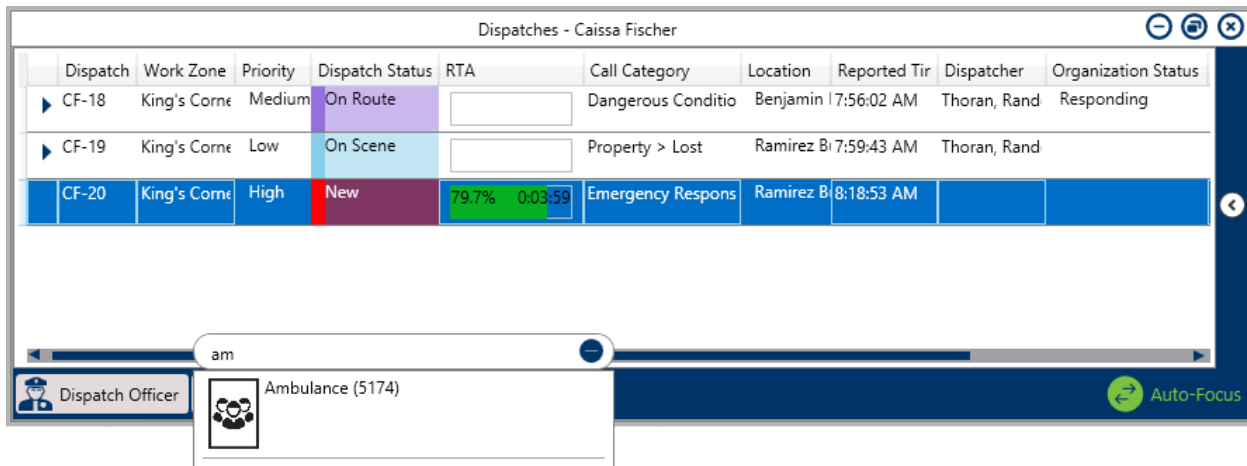 Dispatches - Caissa Fischer
Dispatch Work Zone Priority Dispatch Status RTA Call Category Location Reported Tir Dispatcher Organization Status
CF-18 King's Corne Medium On Route Dangerous Conditio Benjamin 7:56:02 AM Thoran, Rand Responding
CF-19 King's Corne Low On Scene Property > Lost Ramirez B 7:59:43 AM Thoran, Rand
CF-20 King's Corne High New 79.7% 0:03:59 Emergency Respons Ramirez B 8:18:53 AM
am
Dispatch Officer Ambulance (5174) Auto-Focus